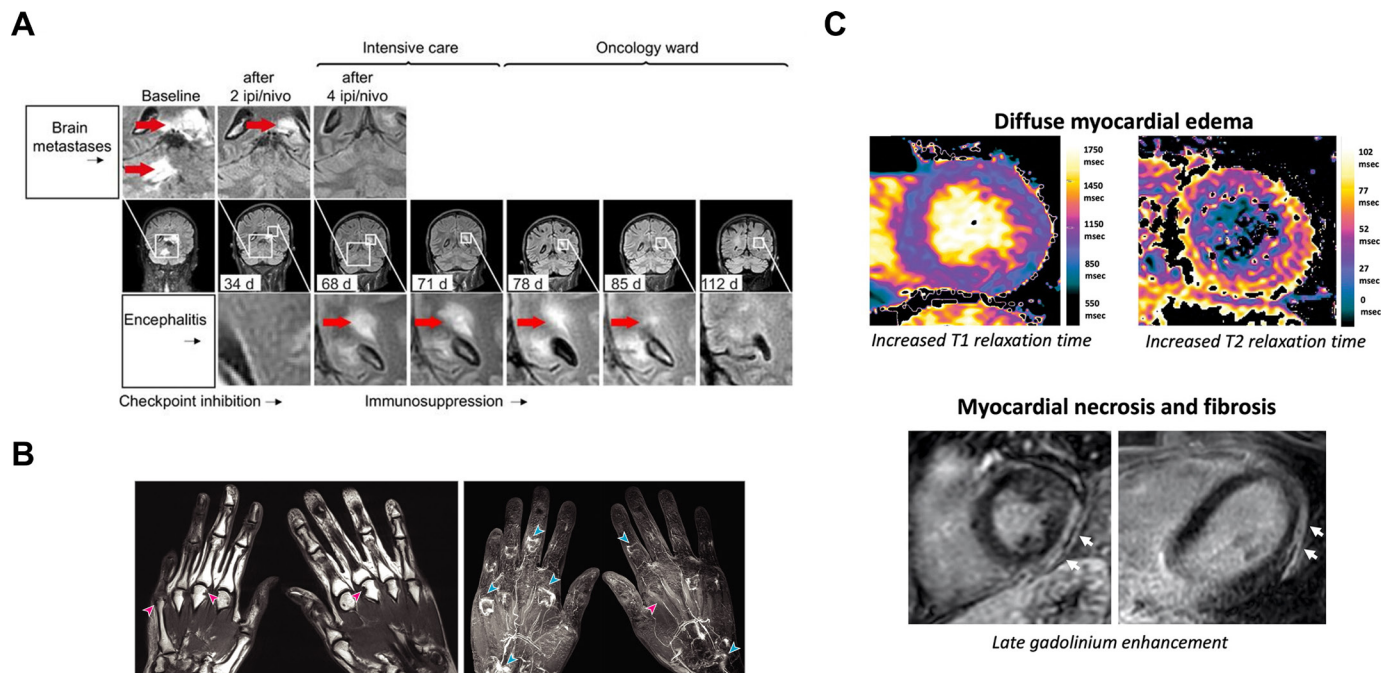 A
Intensive care
Oncology ward
Baseline
after
2 ipi/nivo
after
4 ipi/nivo
Brain
metastases
→
34 d
68 d
71 d
78 d
85 d
112 d
Encephalitis
→
Checkpoint inhibition →
Immunosuppression →
B
C
Diffuse myocardial edema
1750
msec
1450
msec
1150
msec
850
msec
550
msec
Increased T1 relaxation time
102
msec
77
msec
52
msec
27
msec
0
msec
Increased T2 relaxation time
Myocardial necrosis and fibrosis
Late gadolinium enhancement